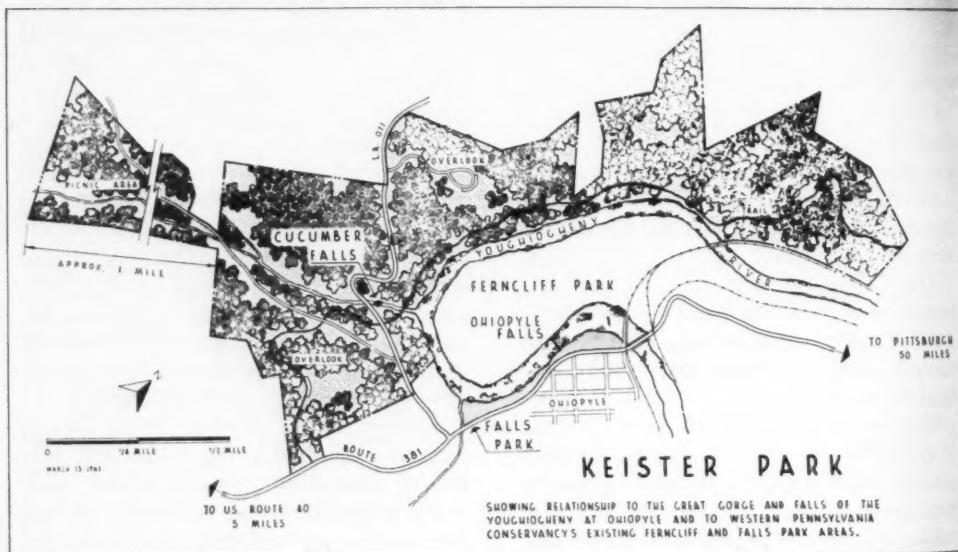 LR 011
OVERLOOK
PICNIC AREA
CUCUMBER
FALLS
YOUGHIOGHENY
RIVER
TRAIL
APPROX. 1 MILE
FERNCLIFF PARK
OHIOPYLE
FALLS
TO PITTSBURGH
50 MILES
OVERLOOK
OHIOPYLE
FALLS
PARK
ROUTE 381
Z
0 1/4 MILE 1/2 MILE
TO US ROUTE 40
5 MILES
KEISTER PARK
SHOWING RELATIONSHIP TO THE GREAT GORGE AND FALLS OF THE
YOUGHIOGHENY AT OHIOPYLE AND TO WESTERN PENNSYLVANIA
CONSERVANCY'S EXISTING FERNCLIFF AND FALLS PARK AREAS.